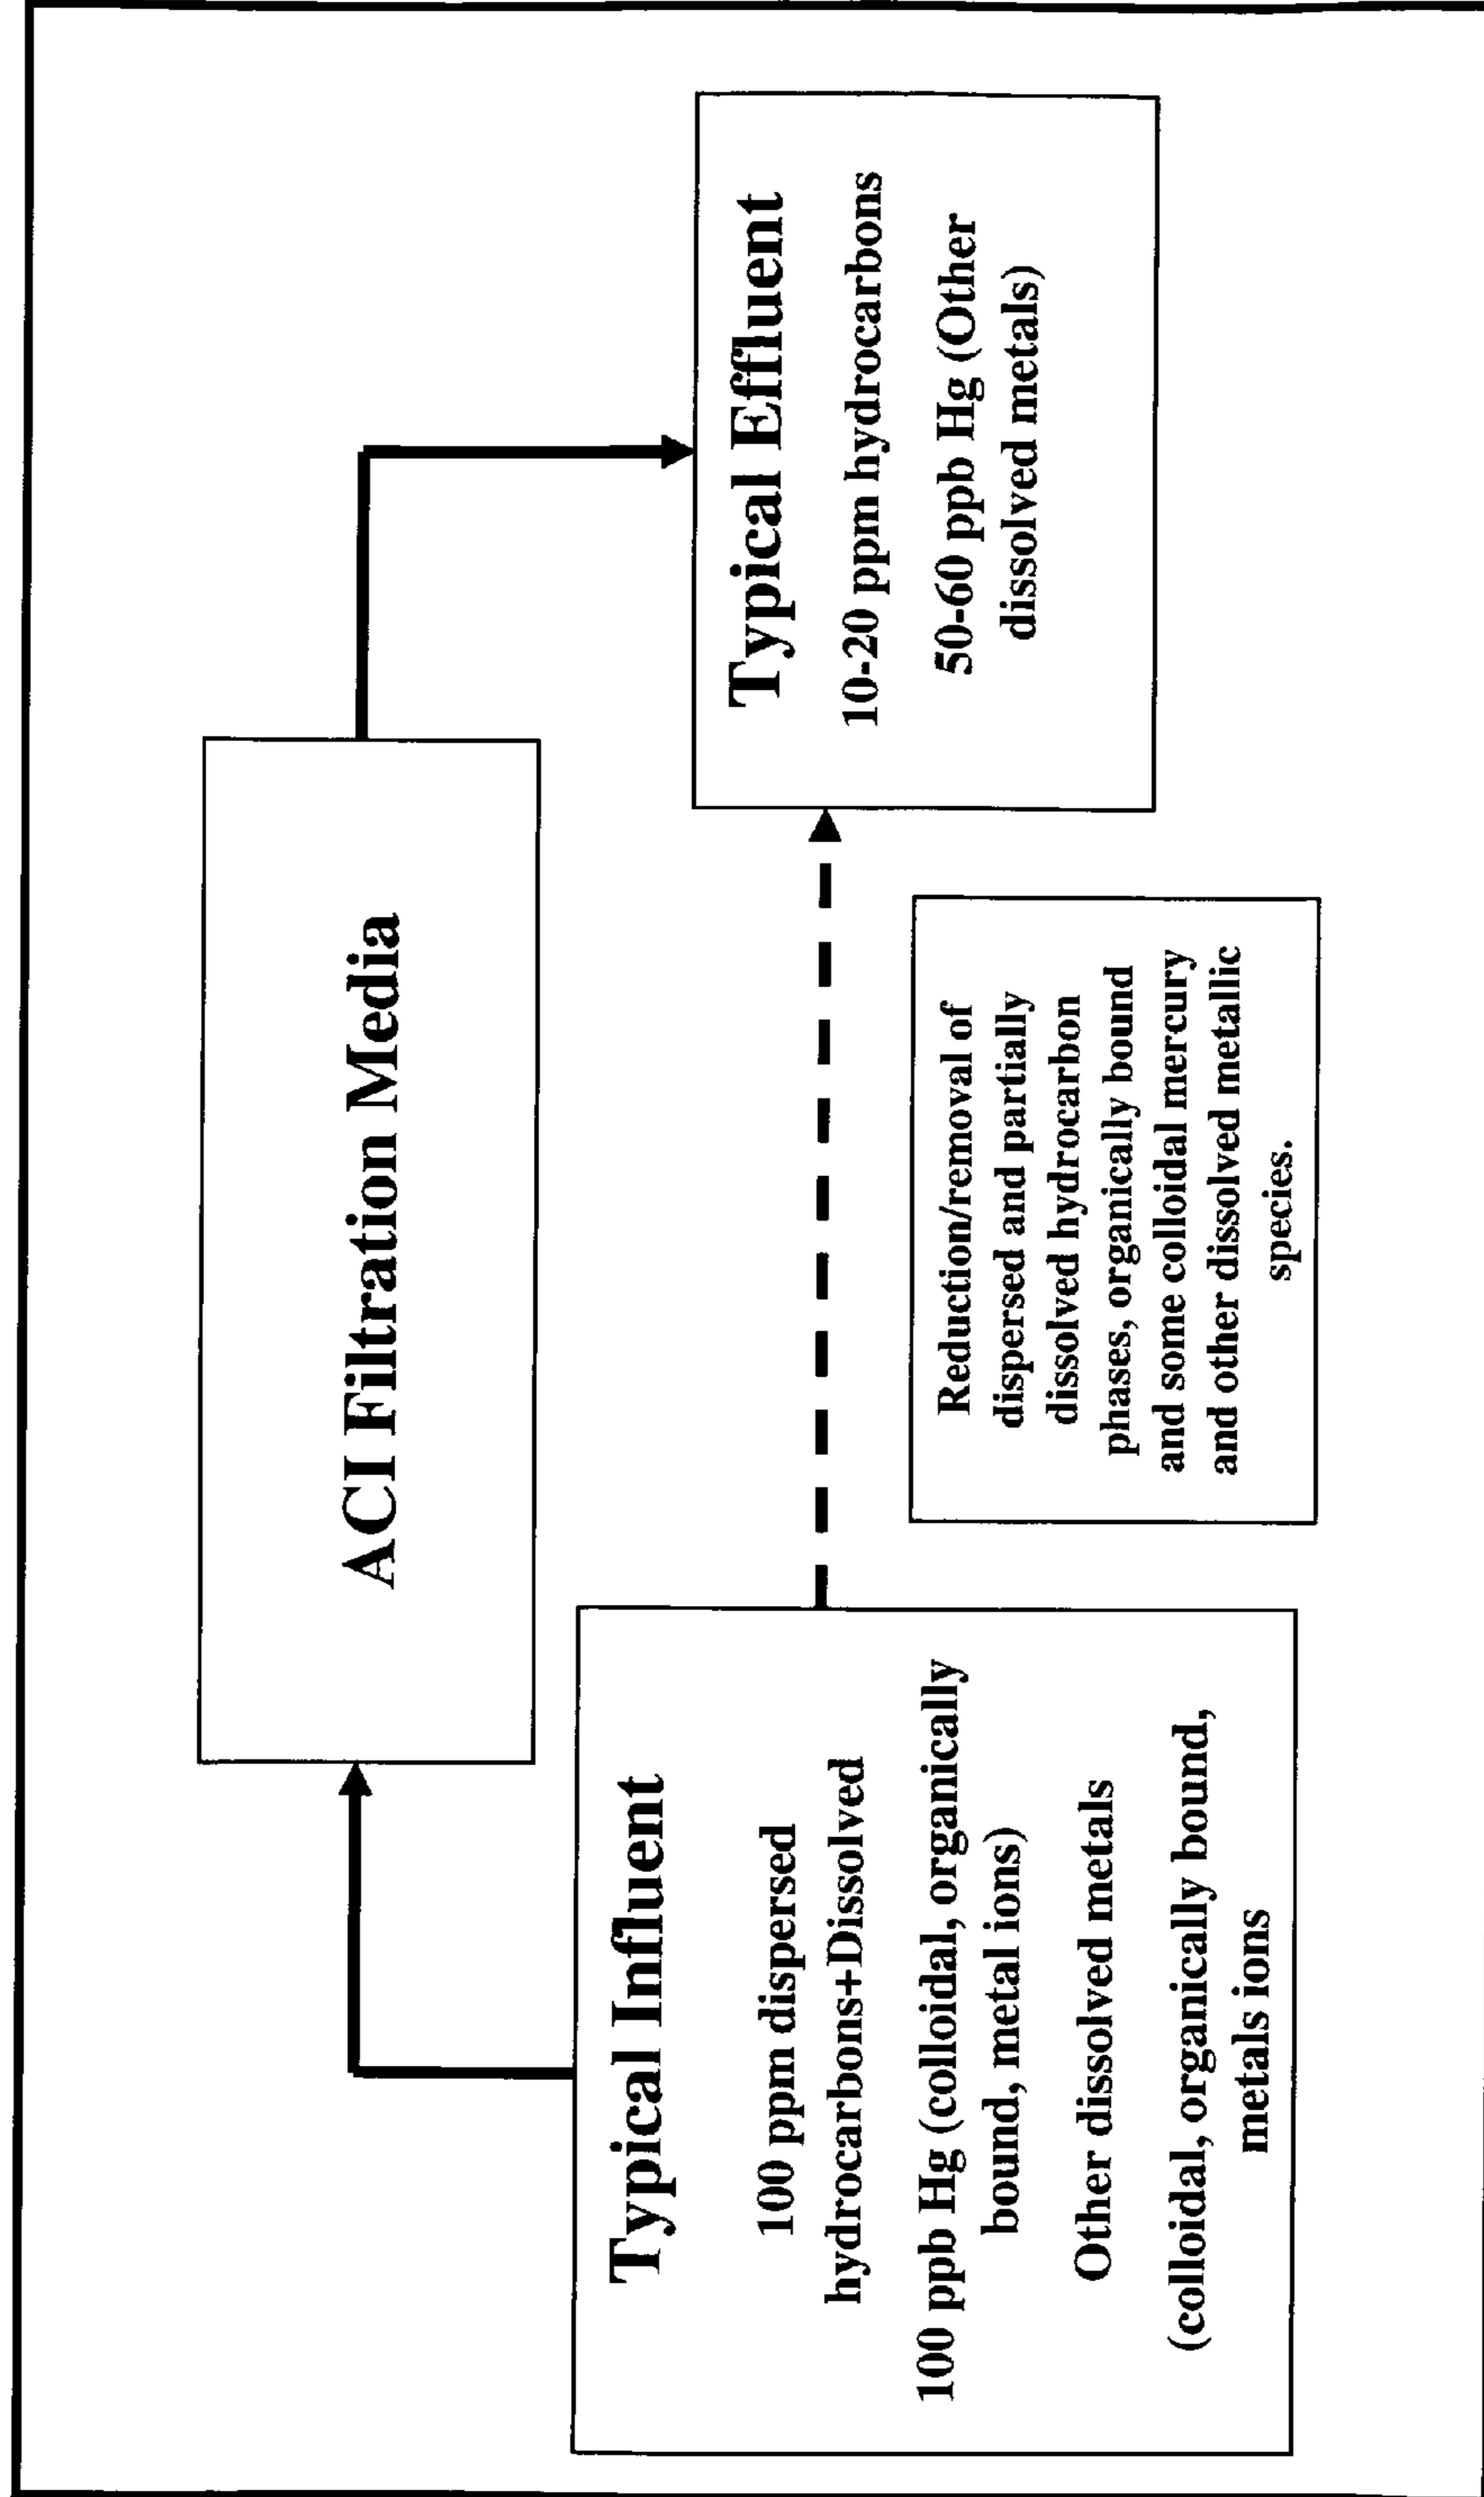 ACI Filtration Media
Typical Influent
100 ppm dispersed
hydrocarbons+Dissolved
100 ppb Hg (colloidal, organically
bound, metal ions)
Other dissolved metals
(colloidal, organically bound,
metals ions
Reduction/removal of
dispersed and partially
dissolved hydrocarbon
phases, organically bound
and some colloidal mercury
and other dissolved metallic
species.
Typical Effluent
10-20 ppm hydrocarbons
50-60 ppb Hg (Other
dissolved metals)